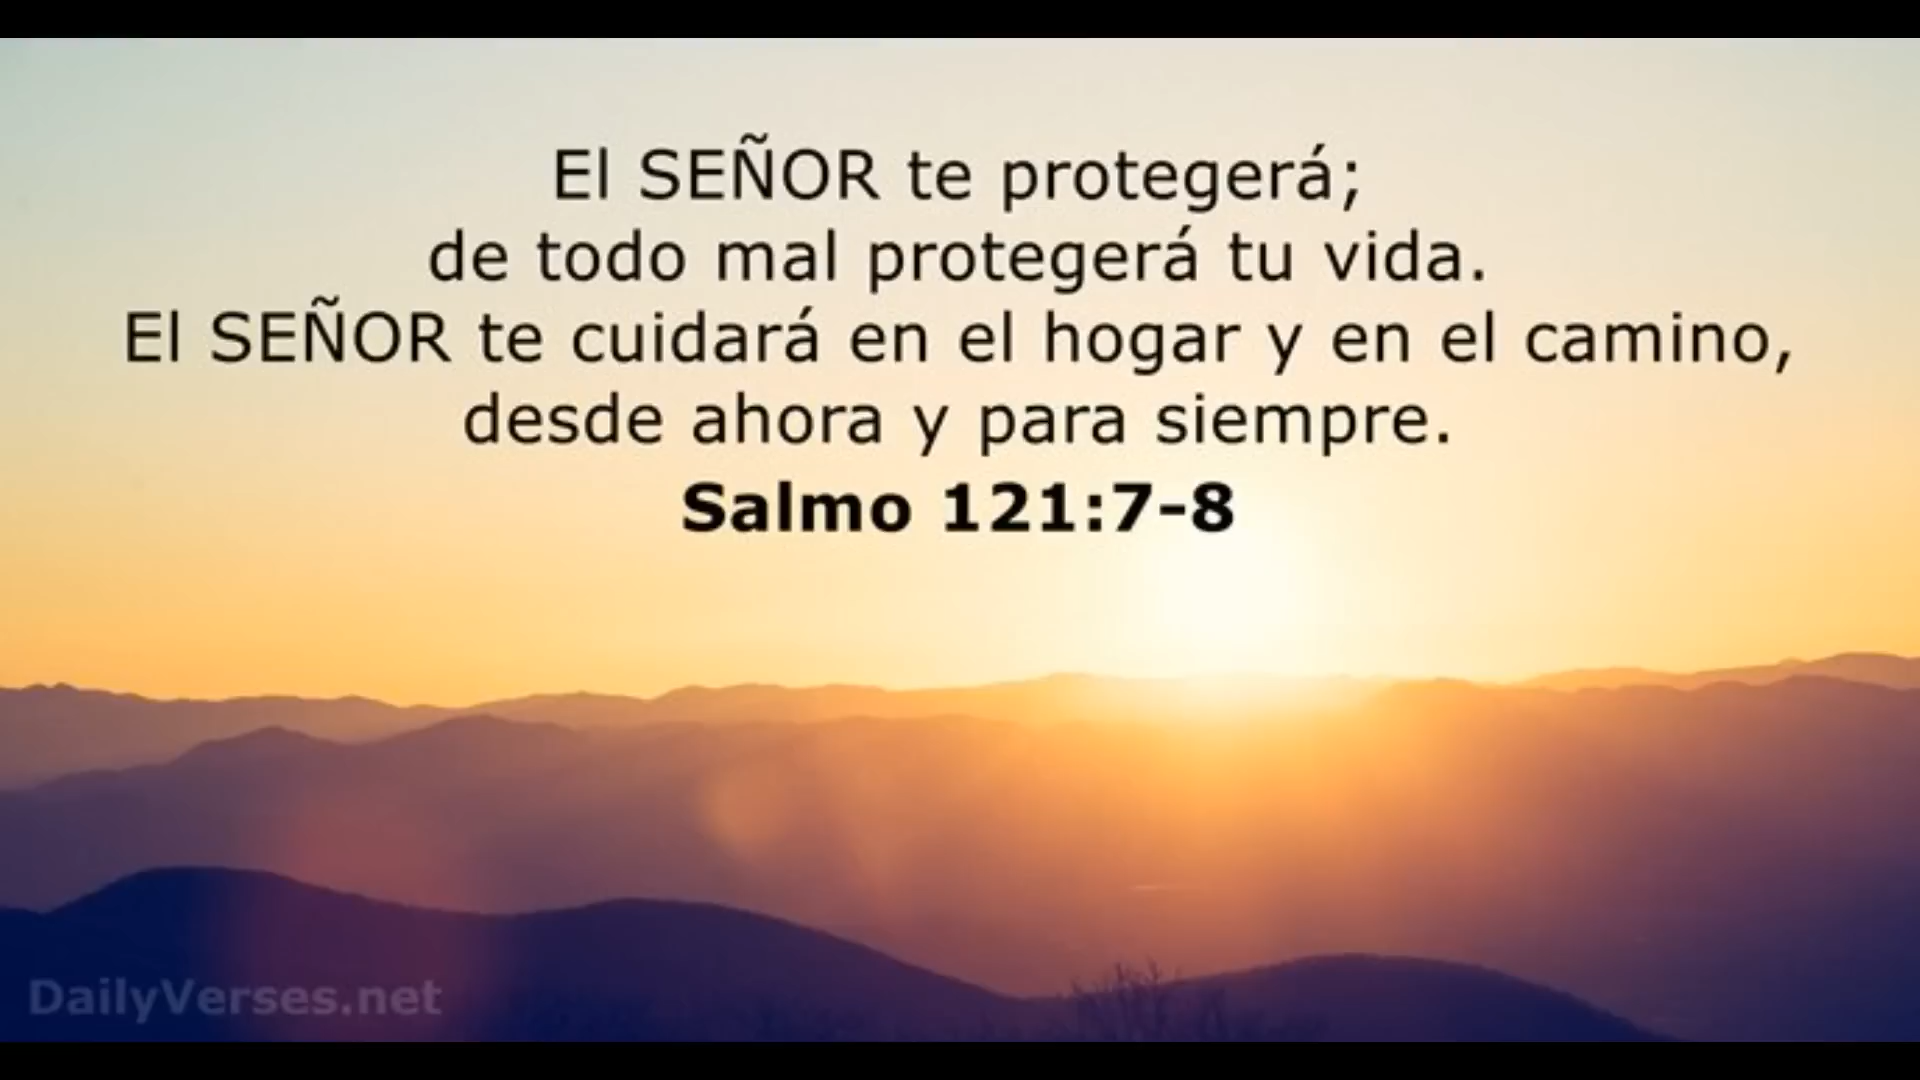 El SEÑOR te protegerá;
de todo mal protegerá tu vida.
El SEÑOR te cuidará en el hogar y en el camino,
desde ahora y para siempre.
Salmo 121:7-8
DailyVerses.net